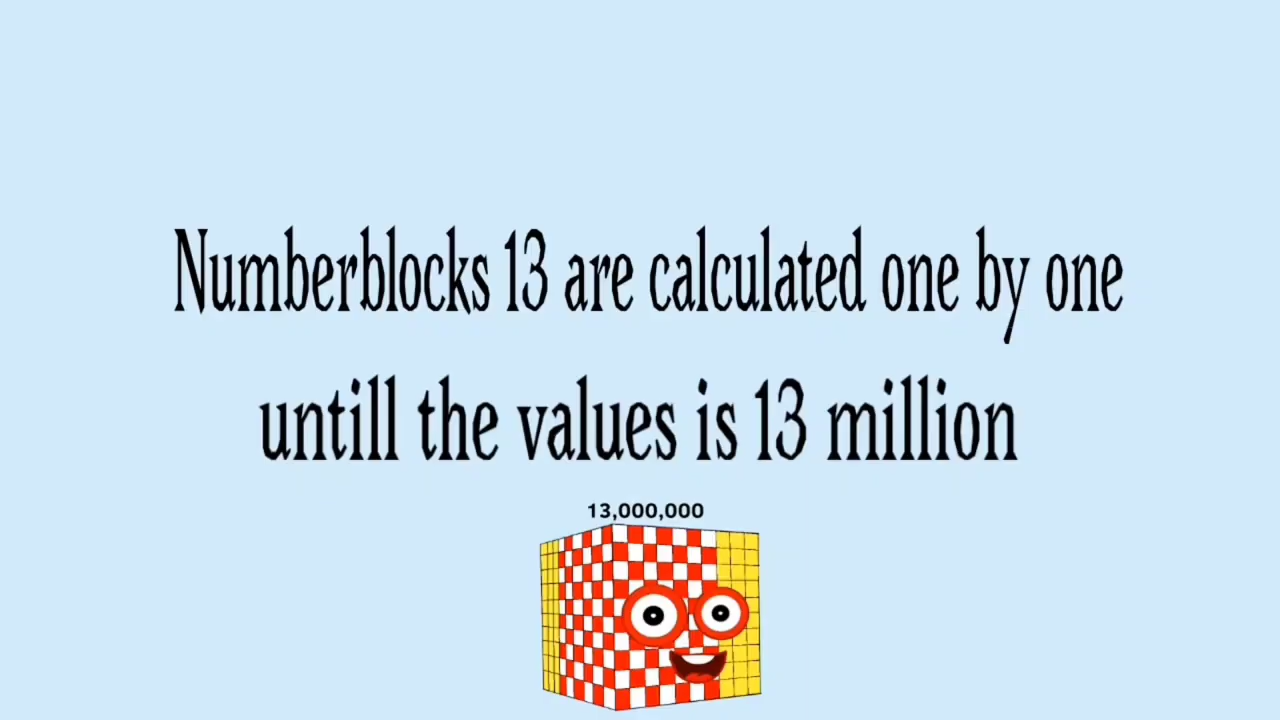 Numberblocks 13 are calculated one by one
untill the values is 13 million
13,000,000